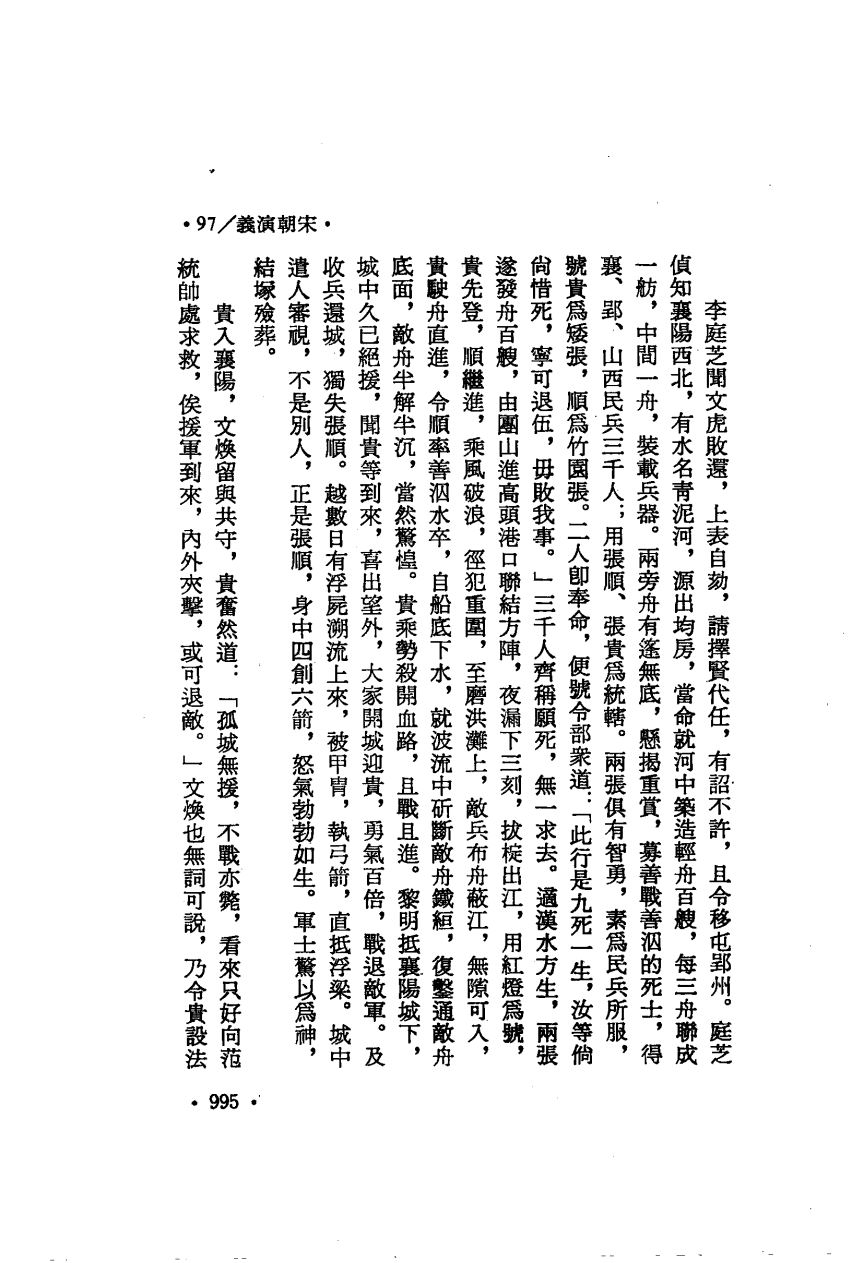 •97／義演朝宋•
李庭芝聞文虎敗還，上表自劾，請擇賢代任，有詔不許，且令移屯郢州。庭芝
偵知襄陽西北，有水名靑泥河，源出均房，當命就河中築造輕舟百艘，每三舟聯成
一舫，中間一舟，裝載兵器。兩旁舟有篷無底，懸揭重賞，募善戰善泅的死士，得
襄、郢、山西民兵三千人；用張順、張貴爲統轄。兩張俱有智勇，素爲民兵所服，
號貴爲矮張，順爲竹園張。二人卽奉命，便號令部衆道：「此行是九死一生，汝等倘
尙惜死，寧可退伍，毋敗我事。」三千人齊稱願死，無一求去。適漢水方生，兩張
遂發舟百艘，由團山進高頭港口聯結方陣，夜漏下三刻，拔椗出江，用紅燈爲號，
貴先登，順繼進，乘風破浪，徑犯重圍，至磨洪灘上，敵兵布舟蔽江，無隙可入，
貴駛舟直進，令順率善泅水卒，自船底下水，就波流中斫斷敵舟鐵絙，復鑿通敵舟
底面，敵舟半解半沉，當然驚惶。貴乘勢殺開血路，且戰且進。黎明抵襄陽城下，
城中久已絕援，聞貴等到來，喜出望外，大家開城迎貴，勇氣百倍，戰退敵軍。及
收兵還城，獨失張順。越數日有浮屍溯流上來，被甲冑，執弓箭，直抵浮梁。城中
遣人審視，不是別人，正是張順，身中四創六箭，怒氣勃勃如生。軍士驚以爲神，
結塚殮葬。
貴入襄陽，文煥留與共守，貴奮然道：「孤城無援，不戰亦斃，看來只好向范
統帥處求救，俟援軍到來，內外夾擊，或可退敵。」文煥也無詞可說，乃令貴設法
•995•